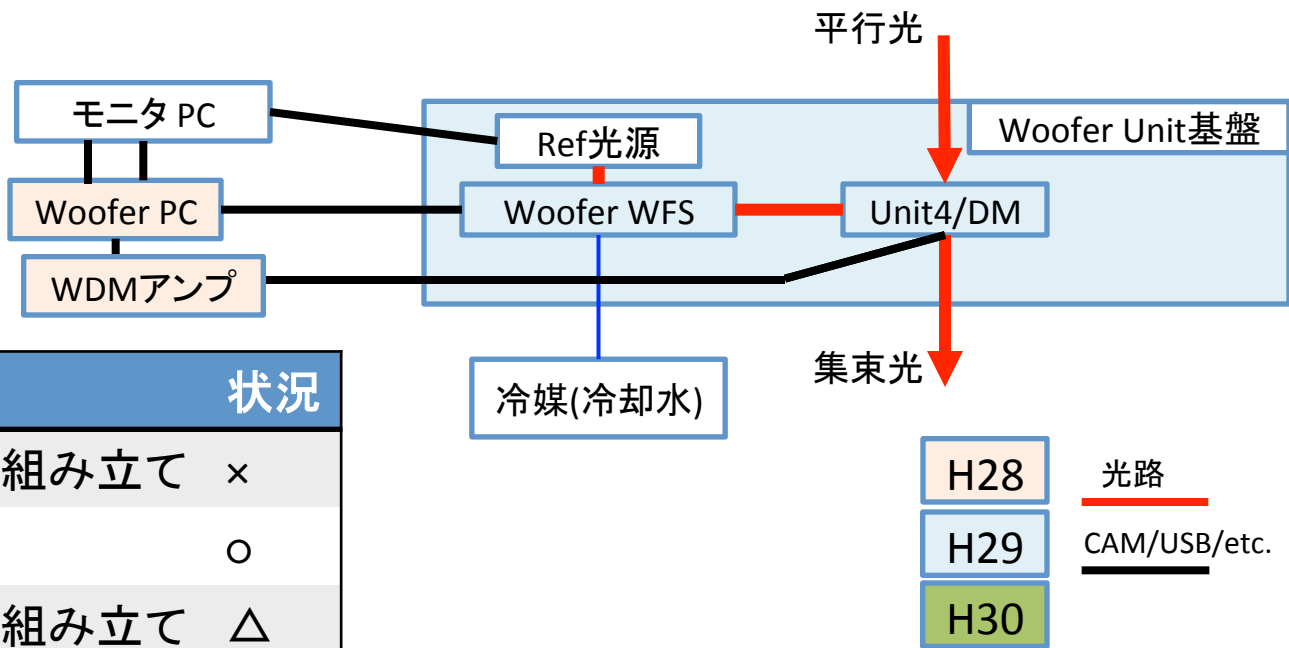 平行光
モニタ PC
Ref光源
Woofer Unit基盤
Woofer PC
Woofer WFS
Unit4/DM
WDMアンプ
集束光
冷媒(冷却水)
状況
組み立て ×
○
組み立て △
H28
光路
H29
CAM/USB/etc.
H30